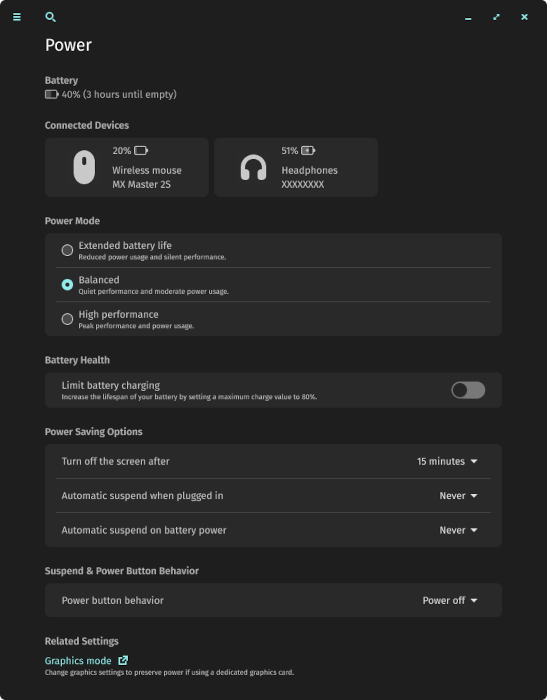 Power
Battery
40% (3 hours until empty)
Connected Devices
20%
Wireless mouse
MX Master 2S
51%
Headphones
XXXXXXXX
Power Mode
Extended battery life
Reduced power usage and silent performance.
Balanced
Quiet performance and moderate power usage.
High performance
Peak performance and power usage.
Battery Health
Limit battery charging
Increase the lifespan of your battery by setting a maximum charge value to 80%.
Power Saving Options
Turn off the screen after 15 minutes
Automatic suspend when plugged in Never
Automatic suspend on battery power Never
Suspend & Power Button Behavior
Power button behavior Power off
Related Settings
Graphics mode
Change graphics settings to preserve power if using a dedicated graphics card.